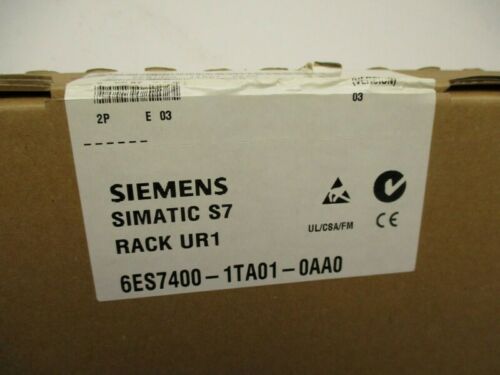 (VERSION)
03
2P E 03
------
SIEMENS
SIMATIC S7
RACK UR1
UL/CSA/FM
CE
6ES7400-1TA01-0AA0